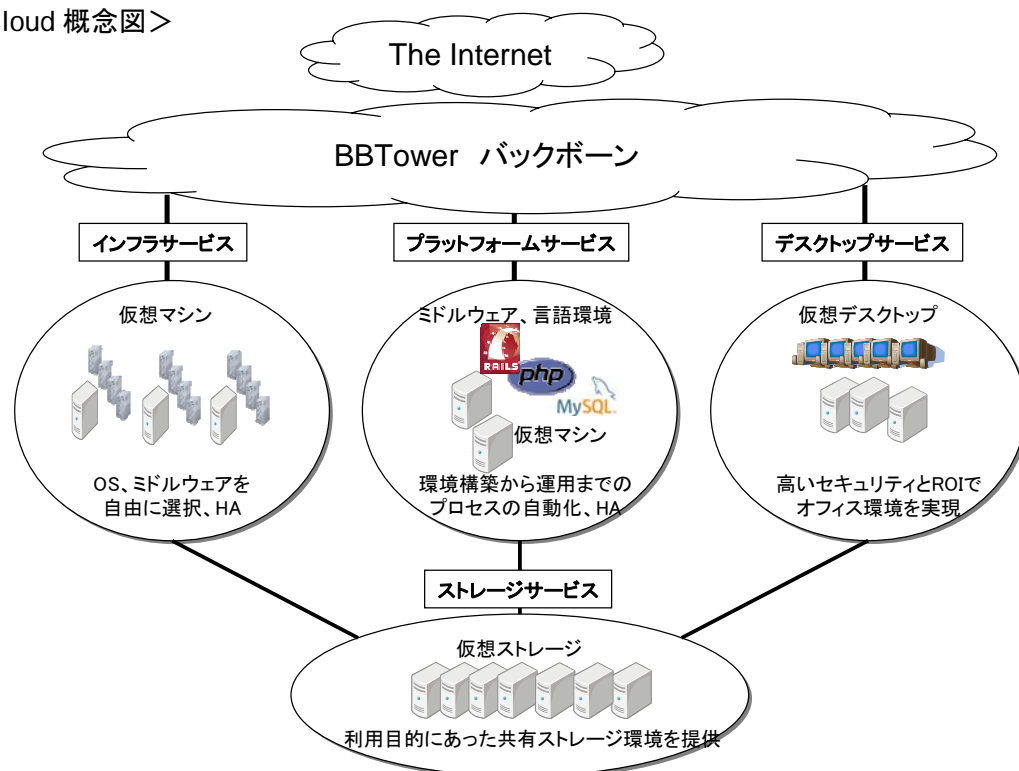 loud 概念図＞
The Internet
BBTower バックボーン
インフラサービス
プラットフォームサービス
デスクトップサービス
仮想マシン
OS、ミドルウェアを
自由に選択、HA
ミドルウェア、言語環境
RAILS
php
MySQL
仮想マシン
環境構築から運用までの
プロセスの自動化、HA
仮想デスクトップ
高いセキュリティとROIで
オフィス環境を実現
ストレージサービス
仮想ストレージ
利用目的にあった共有ストレージ環境を提供